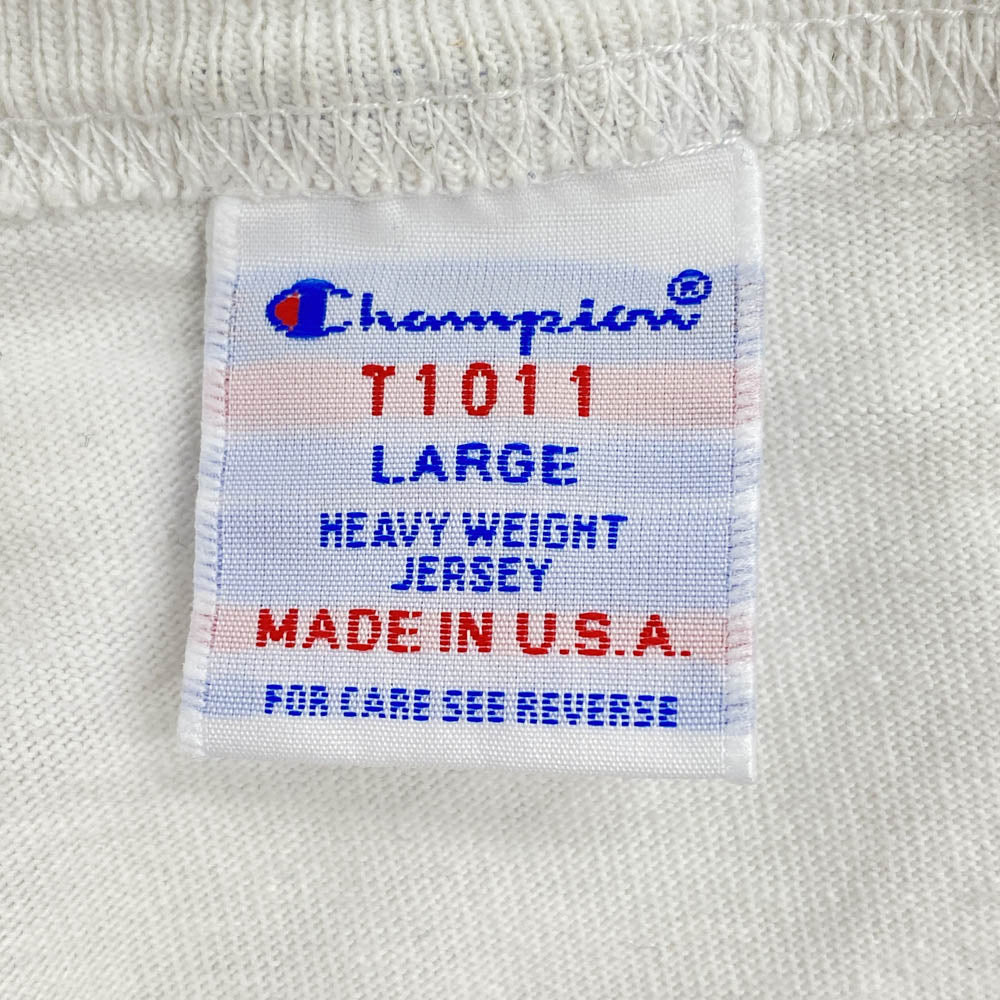 Champion®
T1011
LARGE
HEAVY WEIGHT
JERSEY
MADE IN U.S.A.
FOR CARE SEE REVERSE